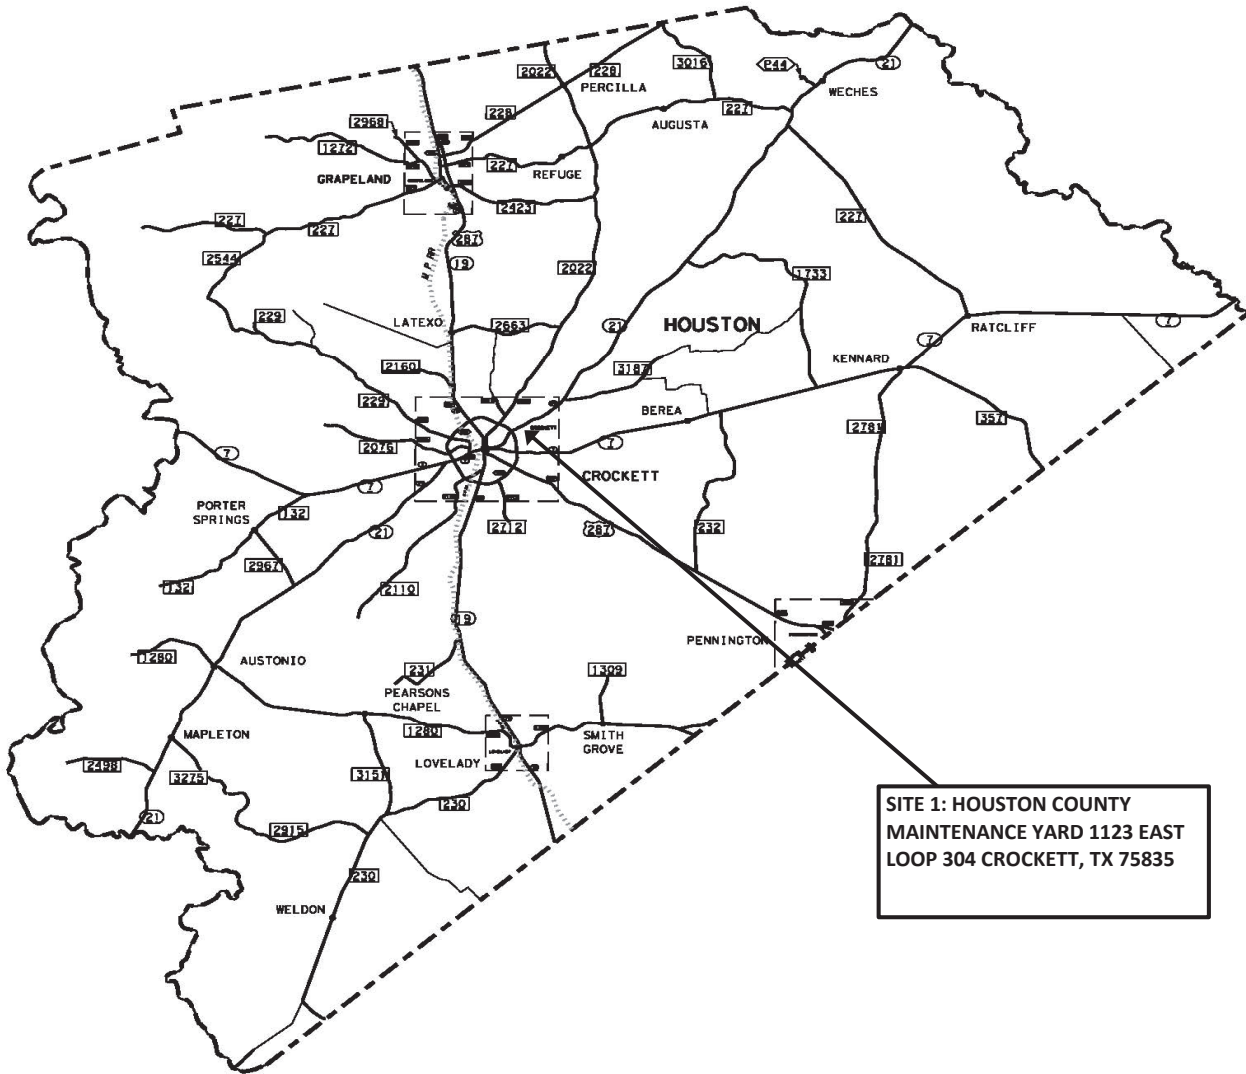 2022
228
3016
P44
21
PERCILLA
WECHES
2968
228
227
AUGUSTA
1272
227
REFUGE
GRAPELAND
2423
227
227
227
287
M.P. RR
19
2544
2022
1733
229
LATEXO
2663
21
HOUSTON
7
RATCLIFF
7
KENNARD
2160
3187
229
BEREA
357
2781
2076
7
7
CROCKETT
7
PORTER
SPRINGS
132
21
2712
287
232
2967
2781
132
2110
19
PENNINGTON
1280
AUSTONIO
231
1309
PEARSONS
CHAPEL
1280
SMITH
GROVE
MAPLETON
LOVELADY
2498
3275
3151
230
21
2915
230
WELDON
SITE 1: HOUSTON COUNTY
MAINTENANCE YARD 1123 EAST
LOOP 304 CROCKETT, TX 75835